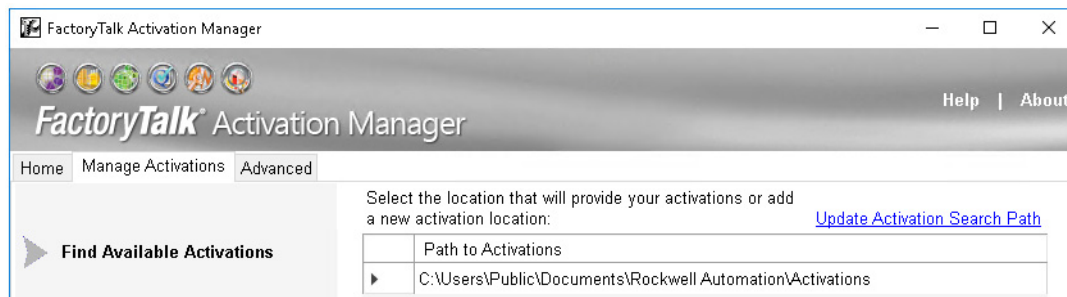 FactoryTalk Activation Manager
FactoryTalk® Activation Manager
Help | About
Home Manage Activations Advanced
Select the location that will provide your activations or add
a new activation location:
Update Activation Search Path
Find Available Activations
Path to Activations
C:\Users\Public\Documents\Rockwell Automation\Activations